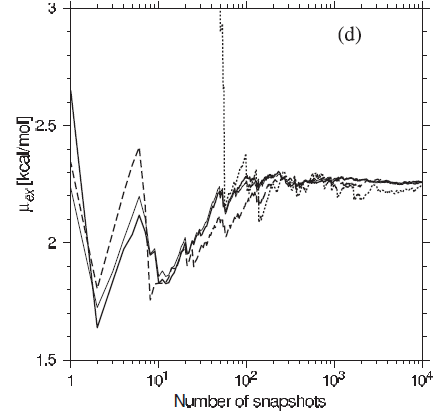 3
(d)
2.5
μex [kcal/mol]
2
1.5
1 10¹ 10² 10³ 10⁴
Number of snapshots